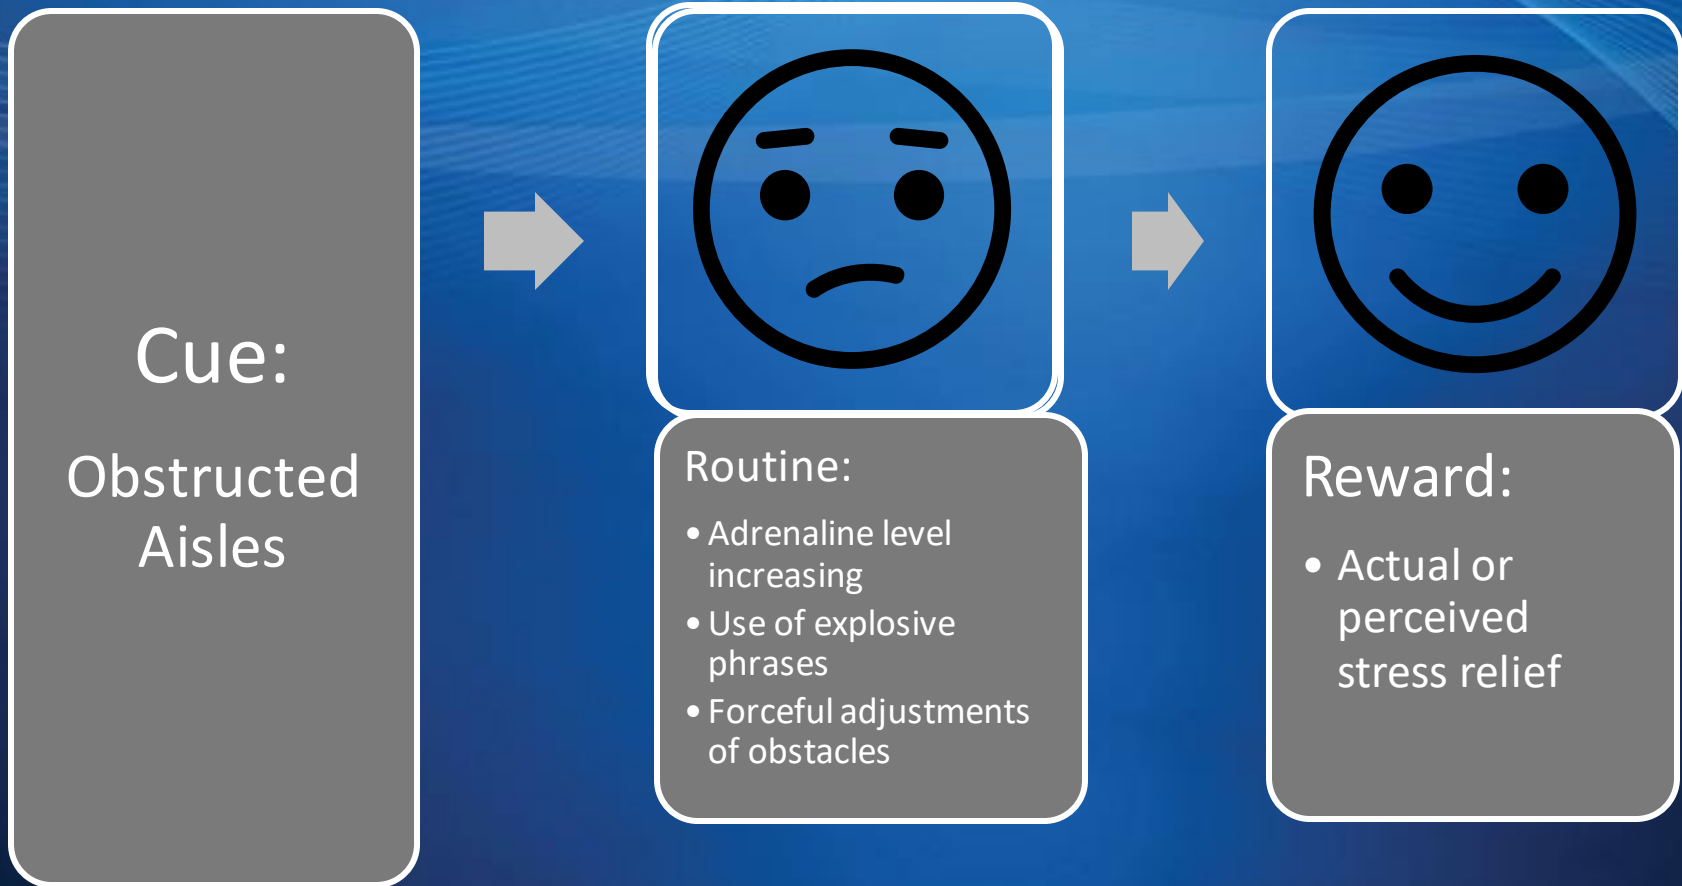 Cue:
Obstructed
Aisles
Routine:
• Adrenaline level
increasing
• Use of explosive
phrases
• Forceful adjustments
of obstacles
Reward:
• Actual or
perceived
stress relief